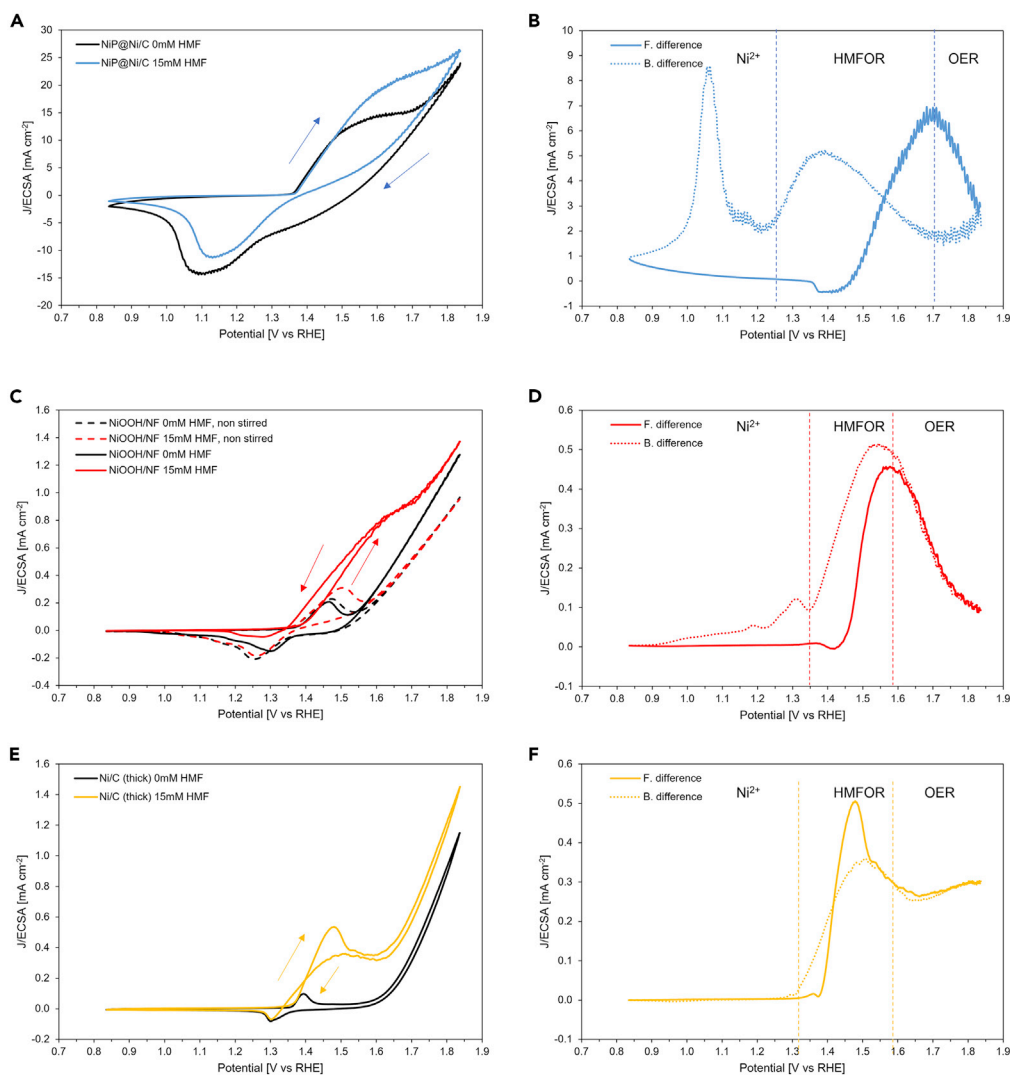 A
NiP@Ni/C 0mM HMF
NiP@Ni/C 15mM HMF
J/ECSA [mA cm⁻²]
30
25
20
15
10
5
0
-5
-10
-15
-20
0.7 0.8 0.9 1.0 1.1 1.2 1.3 1.4 1.5 1.6 1.7 1.8 1.9
Potential [V vs RHE]
B
F. difference
B. difference
Ni²⁺ HMFOR OER
J/ECSA [mA cm⁻²]
10
9
8
7
6
5
4
3
2
1
0
-1
0.7 0.8 0.9 1.0 1.1 1.2 1.3 1.4 1.5 1.6 1.7 1.8 1.9
Potential [V vs RHE]
C
NiOOH/NF 0mM HMF, non stirred
NiOOH/NF 15mM HMF, non stirred
NiOOH/NF 0mM HMF
NiOOH/NF 15mM HMF
J/ECSA [mA cm⁻²]
1.6
1.4
1.2
1.0
0.8
0.6
0.4
0.2
0.0
-0.2
-0.4
0.7 0.8 0.9 1.0 1.1 1.2 1.3 1.4 1.5 1.6 1.7 1.8 1.9
Potential [V vs RHE]
D
F. difference
B. difference
Ni²⁺ HMFOR OER
J/ECSA [mA cm⁻²]
0.6
0.5
0.4
0.3
0.2
0.1
0.0
-0.1
0.7 0.8 0.9 1.0 1.1 1.2 1.3 1.4 1.5 1.6 1.7 1.8 1.9
Potential [V vs RHE]
E
Ni/C (thick) 0mM HMF
Ni/C (thick) 15mM HMF
J/ECSA [mA cm⁻²]
1.6
1.4
1.2
1.0
0.8
0.6
0.4
0.2
0.0
-0.2
0.7 0.8 0.9 1.0 1.1 1.2 1.3 1.4 1.5 1.6 1.7 1.8 1.9
Potential [V vs RHE]
F
F. difference
B. difference
Ni²⁺ HMFOR OER
J/ECSA [mA cm⁻²]
0.6
0.5
0.4
0.3
0.2
0.1
0.0
-0.1
0.7 0.8 0.9 1.0 1.1 1.2 1.3 1.4 1.5 1.6 1.7 1.8 1.9
Potential [V vs RHE]